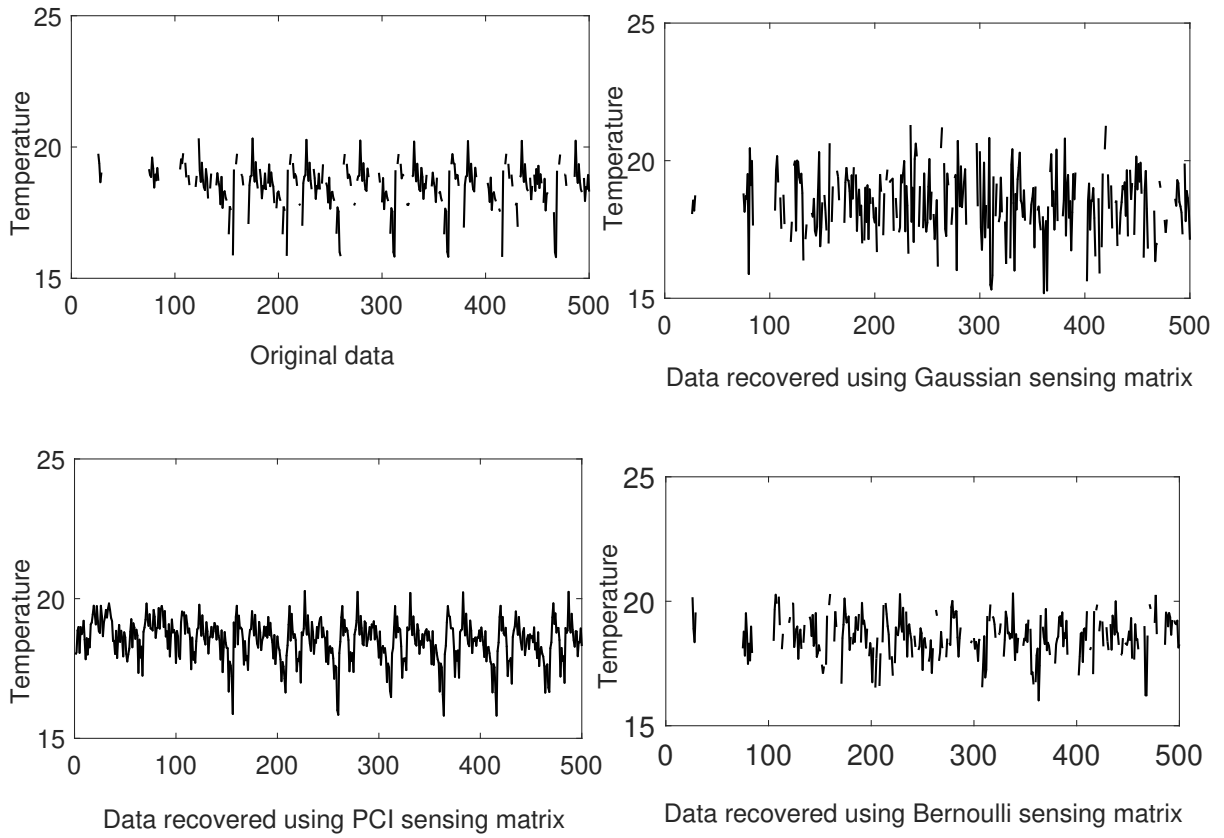 25
20
15
Temperature
0 100 200 300 400 500
Original data
25
20
15
Temperature
0 100 200 300 400 500
Data recovered using Gaussian sensing matrix
25
20
15
Temperature
0 100 200 300 400 500
Data recovered using PCI sensing matrix
25
20
15
Temperature
0 100 200 300 400 500
Data recovered using Bernoulli sensing matrix